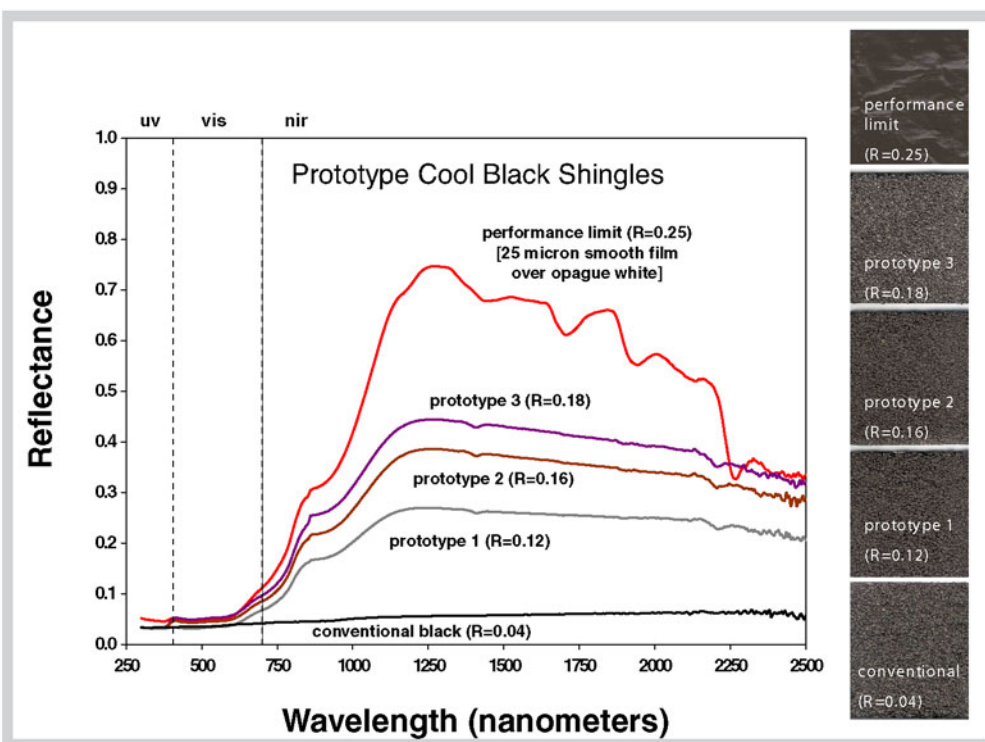 uv vis nir
Prototype Cool Black Shingles
1.0
0.9
0.8
0.7
0.6
0.5
0.4
0.3
0.2
0.1
0.0
Reflectance
performance limit (R=0.25)
[25 micron smooth film
over opague white]
prototype 3 (R=0.18)
prototype 2 (R=0.16)
prototype 1 (R=0.12)
conventional black (R=0.04)
250 500 750 1000 1250 1500 1750 2000 2250 2500
Wavelength (nanometers)
performance
limit
(R=0.25)
prototype 3
(R=0.18)
prototype 2
(R=0.16)
prototype 1
(R=0.12)
conventional
(R=0.04)